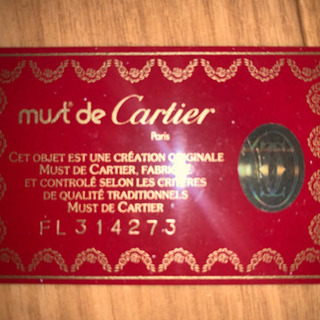 must de Cartier
Paris
CET OBJET EST UNE CRÉATION ORIGINALE
MUST DE CARTIER, FABRIQUÉ
ET CONTROLÉ SELON LES CRITÈRES
DE QUALITÉ TRADITIONNELS
MUST DE CARTIER
FL314273